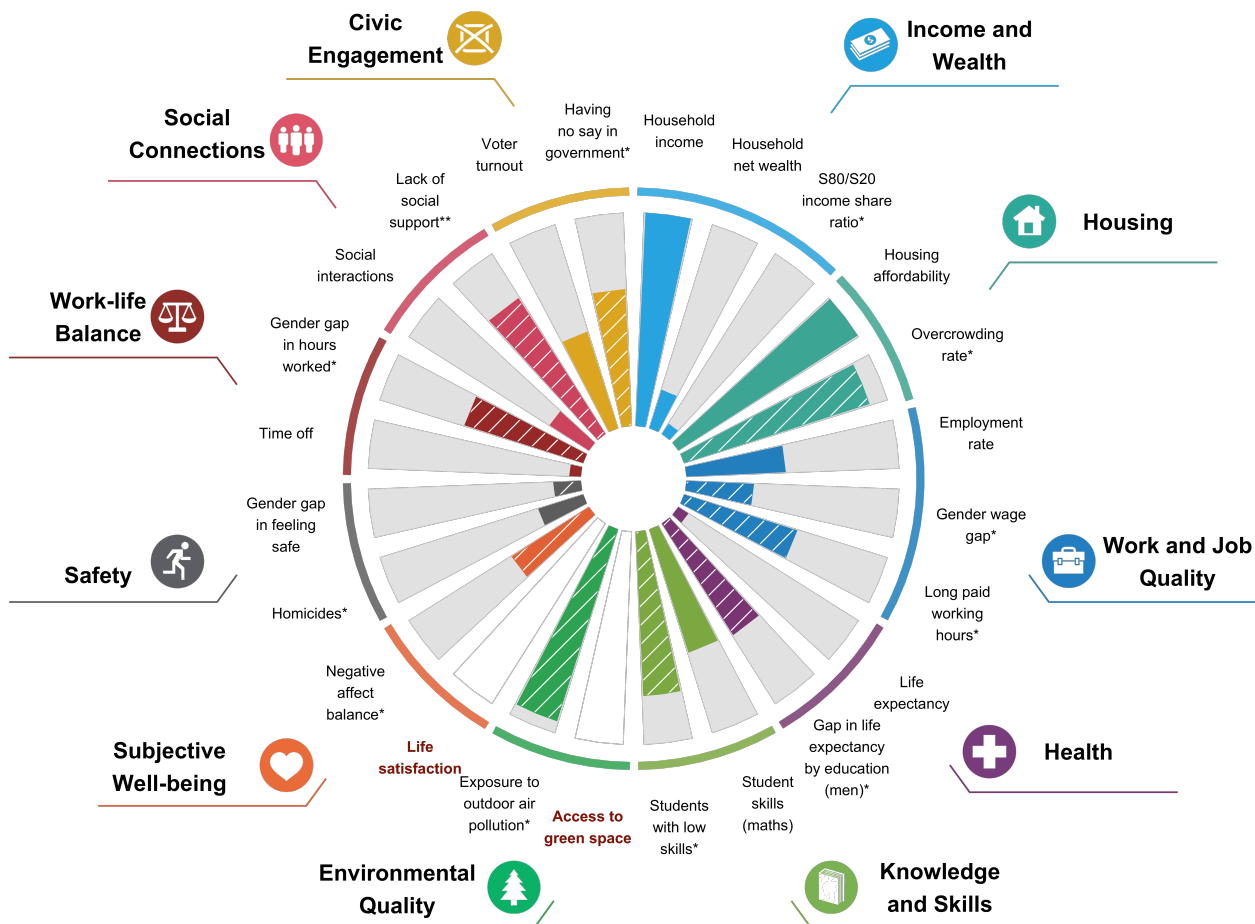 Civic
Engagement
Income and
Wealth
Social
Connections
Having
no say in
government*
Household
income
Voter
turnout
Household
net wealth
Lack of
social
support**
S80/S20
income share
ratio*
Housing
Social
interactions
Housing
affordability
Work-life
Balance
Gender gap
in hours
worked*
Overcrowding
rate*
Time off
Employment
rate
Gender gap
in feeling
safe
Gender wage
gap*
Safety
Work and Job
Quality
Homicides*
Long paid
working
hours*
Negative
affect
balance*
Life
expectancy
Subjective
Well-being
Life
satisfaction
Gap in life
expectancy
by education
(men)*
Health
Exposure to
outdoor air
pollution*
Access to
green space
Students
with low
skills*
Student
skills
(maths)
Environmental
Quality
Knowledge
and Skills